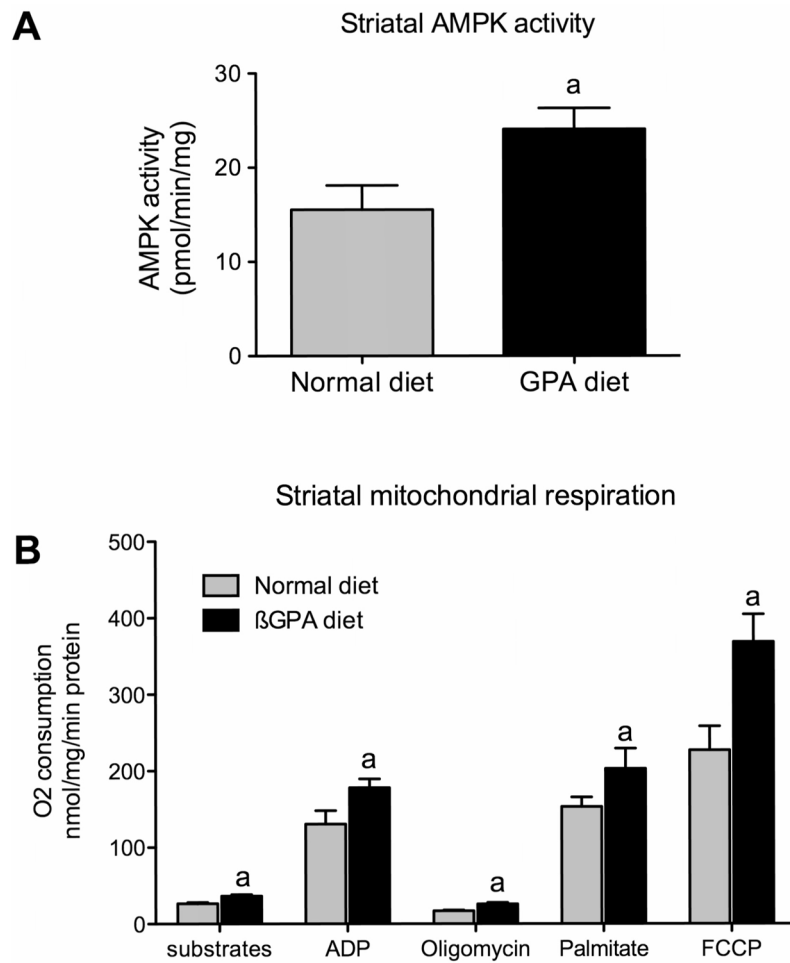 A
Striatal AMPK activity
AMPK activity
(pmol/min/mg)
30
20
10
0
a
Normal diet
GPA diet
Striatal mitochondrial respiration
B
O2 consumption
nmol/mg/min protein
500
400
300
200
100
0
Normal diet
ßGPA diet
a
a
a
a
a
substrates
ADP
Oligomycin
Palmitate
FCCP